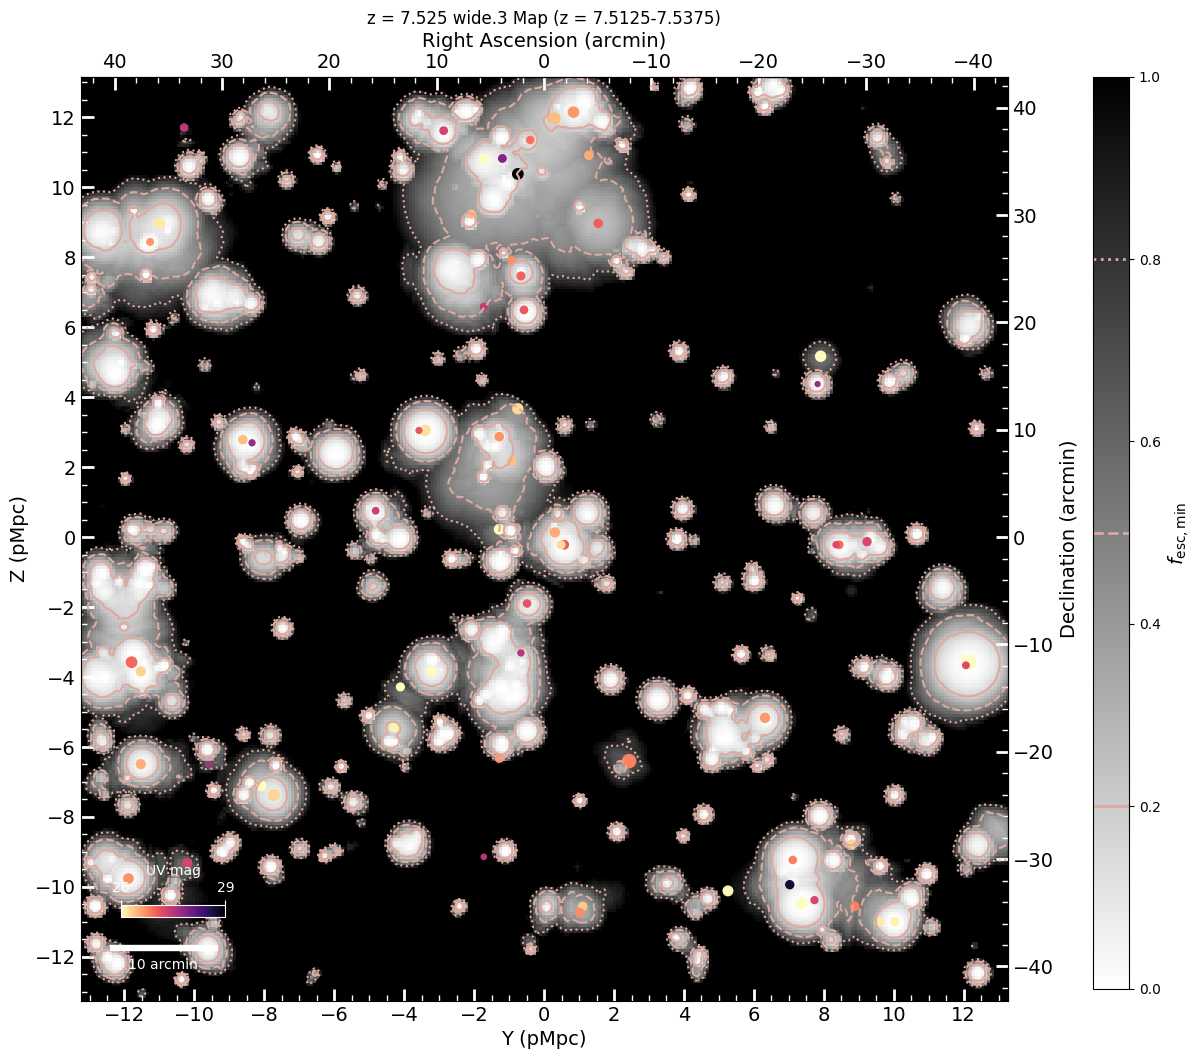 z = 7.525 wide.3 Map (z = 7.5125-7.5375)
Right Ascension (arcmin)
40 30 20 10 0 −10 −20 −30 −40
12
10
8
6
4
2
0
−2
−4
−6
−8
−10
−12
Z (pMpc)
40
30
20
10
0
−10
−20
−30
−40
Declination (arcmin)
1.0
0.8
0.6
0.4
0.2
0.0
fesc,min
UV mag
29
10 arcmin
−12 −10 −8 −6 −4 −2 0 2 4 6 8 10 12
Y (pMpc)